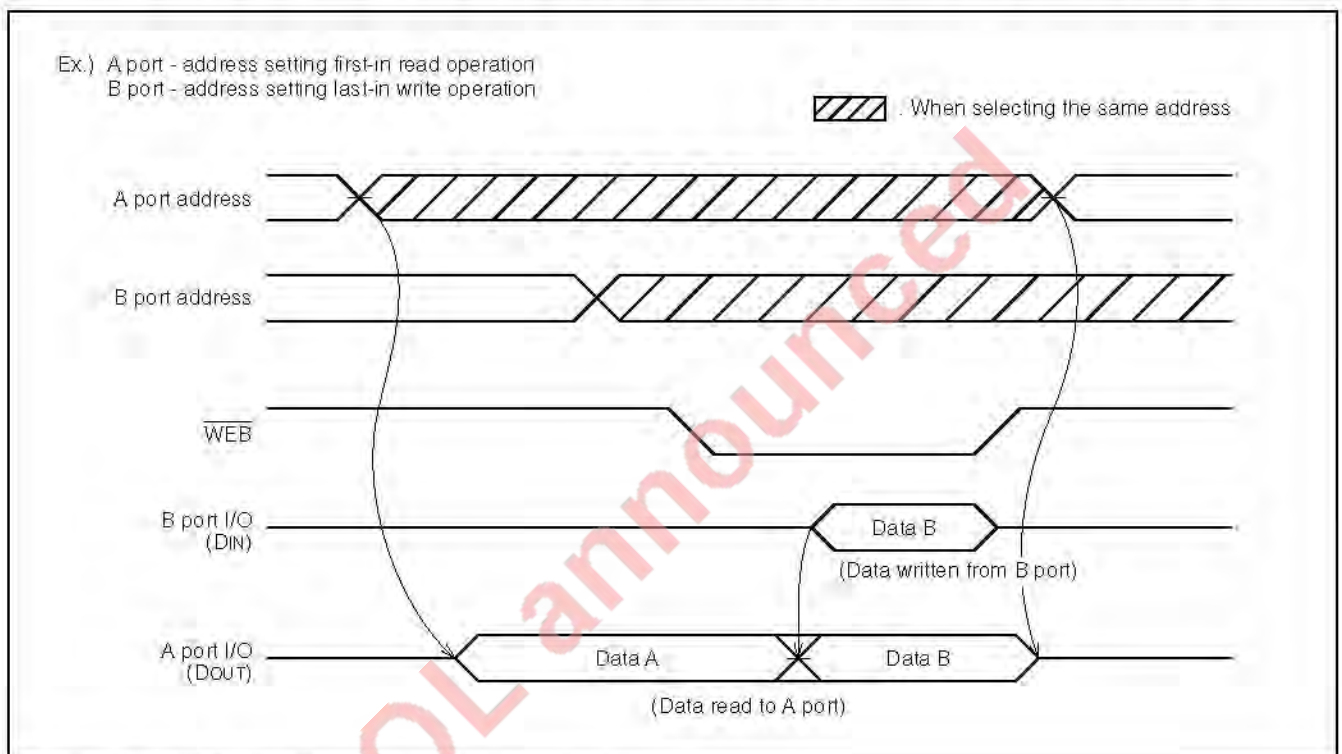 Ex.) A port - address setting first-in read operation
B port - address setting last-in write operation
: When selecting the same address
A port address
B port address
WEB
B port I/O
(DIN)
Data B
(Data written from B port)
A port I/O
(DOUT)
Data A
Data B
(Data read to A port)
OL announced